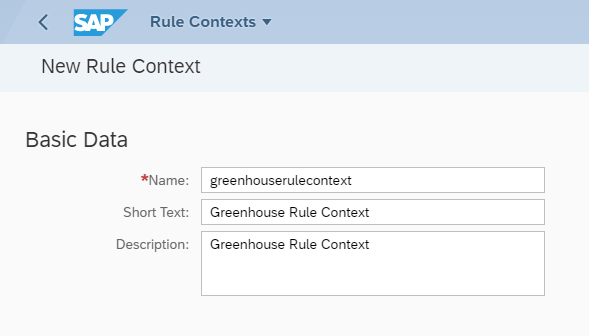 SAP Rule Contexts
New Rule Context
Basic Data
*Name: greenhouserulecontext
Short Text: Greenhouse Rule Context
Description: Greenhouse Rule Context